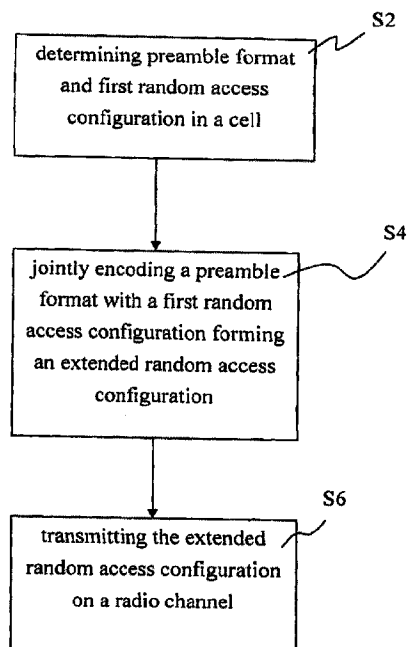 S2
determining preamble format
and first random access
configuration in a cell
S4
jointly encoding a preamble
format with a first random
access configuration forming
an extended random access
configuration
S6
transmitting the extended
random access configuration
on a radio channel